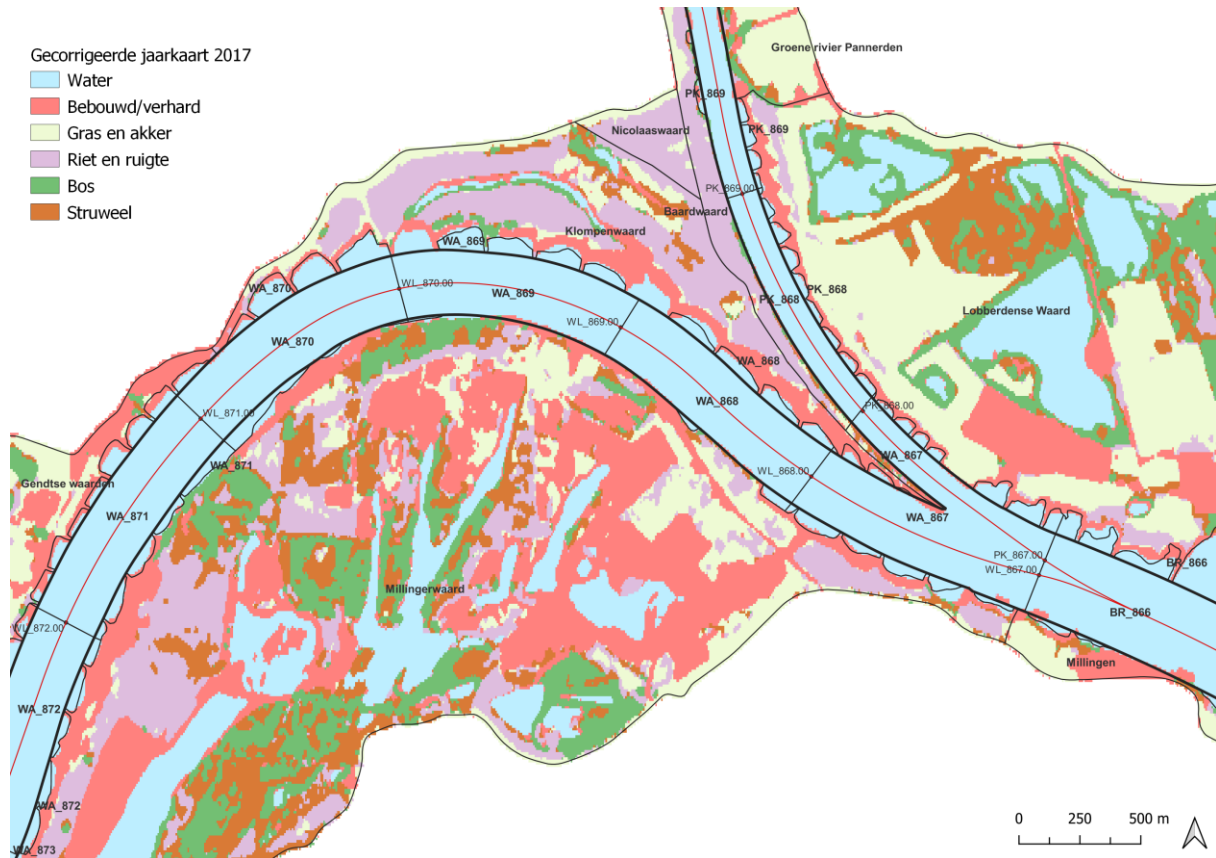 Gecorrigeerde jaarkaart 2017
Water
Bebouwd/verhard
Gras en akker
Riet en ruigte
Bos
Struweel
Groene rivier Pannerden
PK_869
Nicolaaswaard
PK_869
PK_869.00
Baardwaard
Klompenwaard
WA_869
WL_870.00
WA_870
WA_869
PK_868
PK_868
Lobberdense Waard
WL_869.00
WA_870
WA_868
WA_868
PK_868.00
WL_871.00
WA_867
WA_871
WL_868.00
Gendtse waarden
WA_871
WA_867
PK_867.00
WL_867.00
BR_866
Millingerwaard
BR_866
WL_872.00
Millingen
WA_872
WA_872
WA_873
0 250 500 m